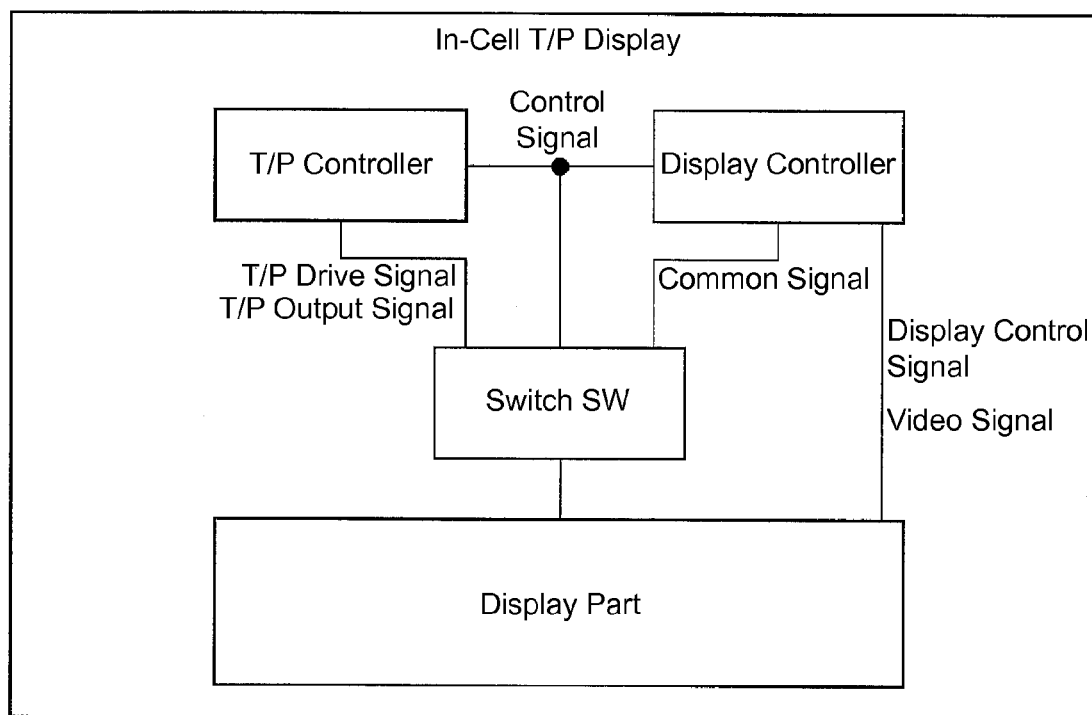 In-Cell T/P Display
Control
Signal
T/P Controller
Display Controller
T/P Drive Signal
T/P Output Signal
Common Signal
Display Control
Signal
Video Signal
Switch SW
Display Part